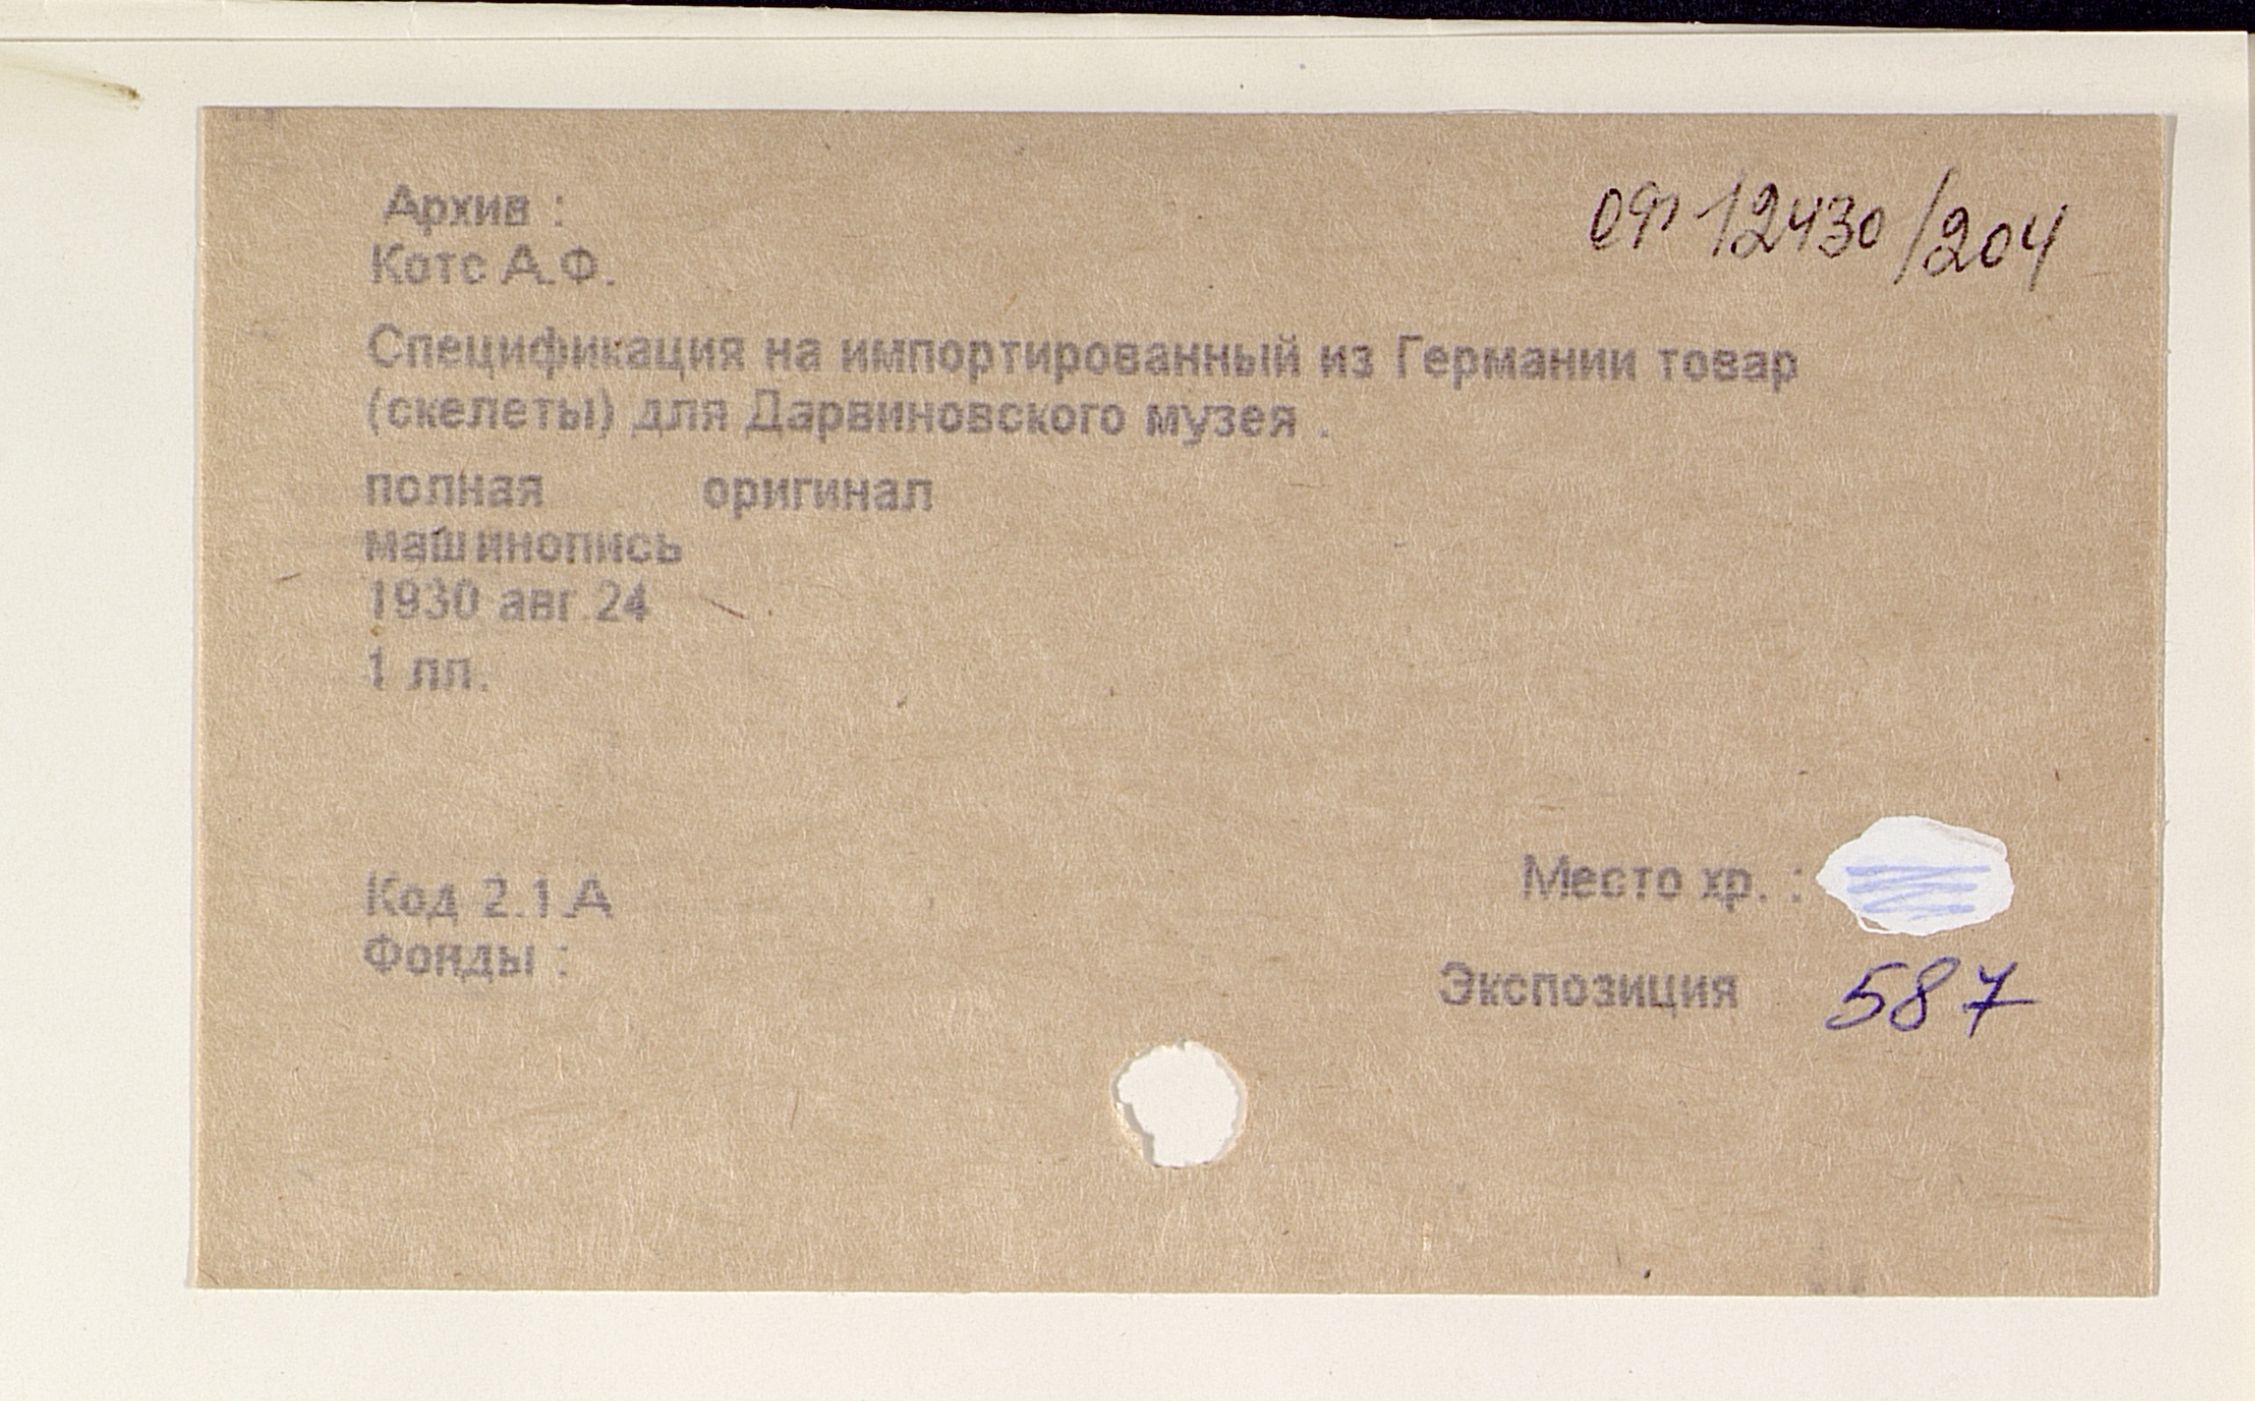 Архив :
оф 12430/204
Котс А.Ф.
Спецификация на импортированный из Германии товар
(скелеты) для Дарвиновского музея .
полная оригинал
машинопись
1930 авг.24
1 лл.
Код 2.1.А
Место хр. :
Фонды :
Экспозиция 587